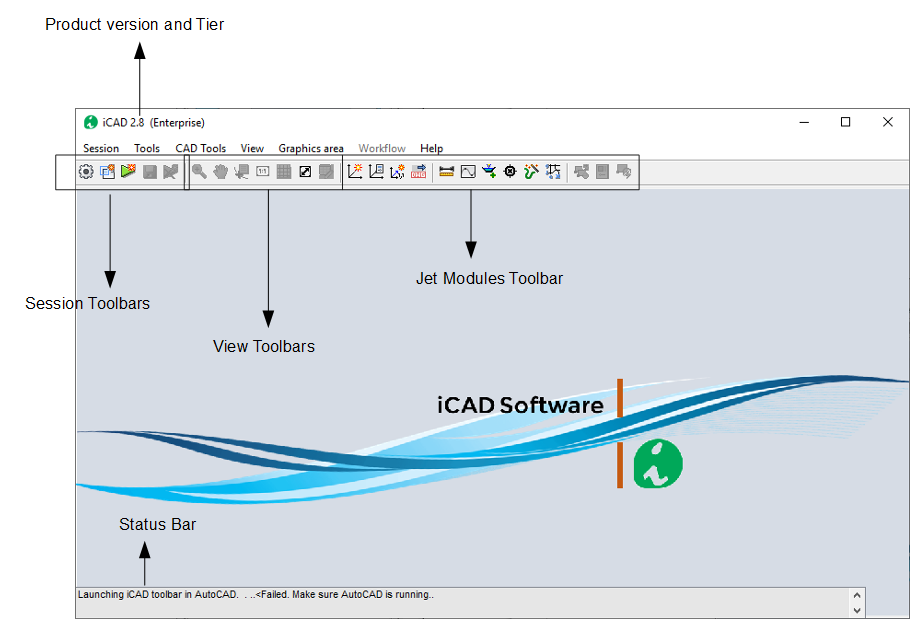 Product version and Tier
iCAD 2.8 (Enterprise)
Session Tools CAD Tools View Graphics area Workflow Help
1:1
Jet Modules Toolbar
Session Toolbars
View Toolbars
iCAD Software
Status Bar
Launching iCAD toolbar in AutoCAD. . ..<Failed. Make sure AutoCAD is running..